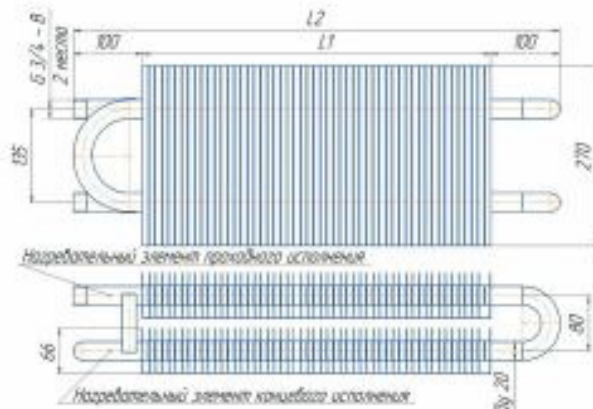 L2
100 L1 100
G 3/4 - В
2 места
135
270
Нагревательный элемент проходного исполнения
80
66
Ду 20
Нагревательный элемент концевого исполнения